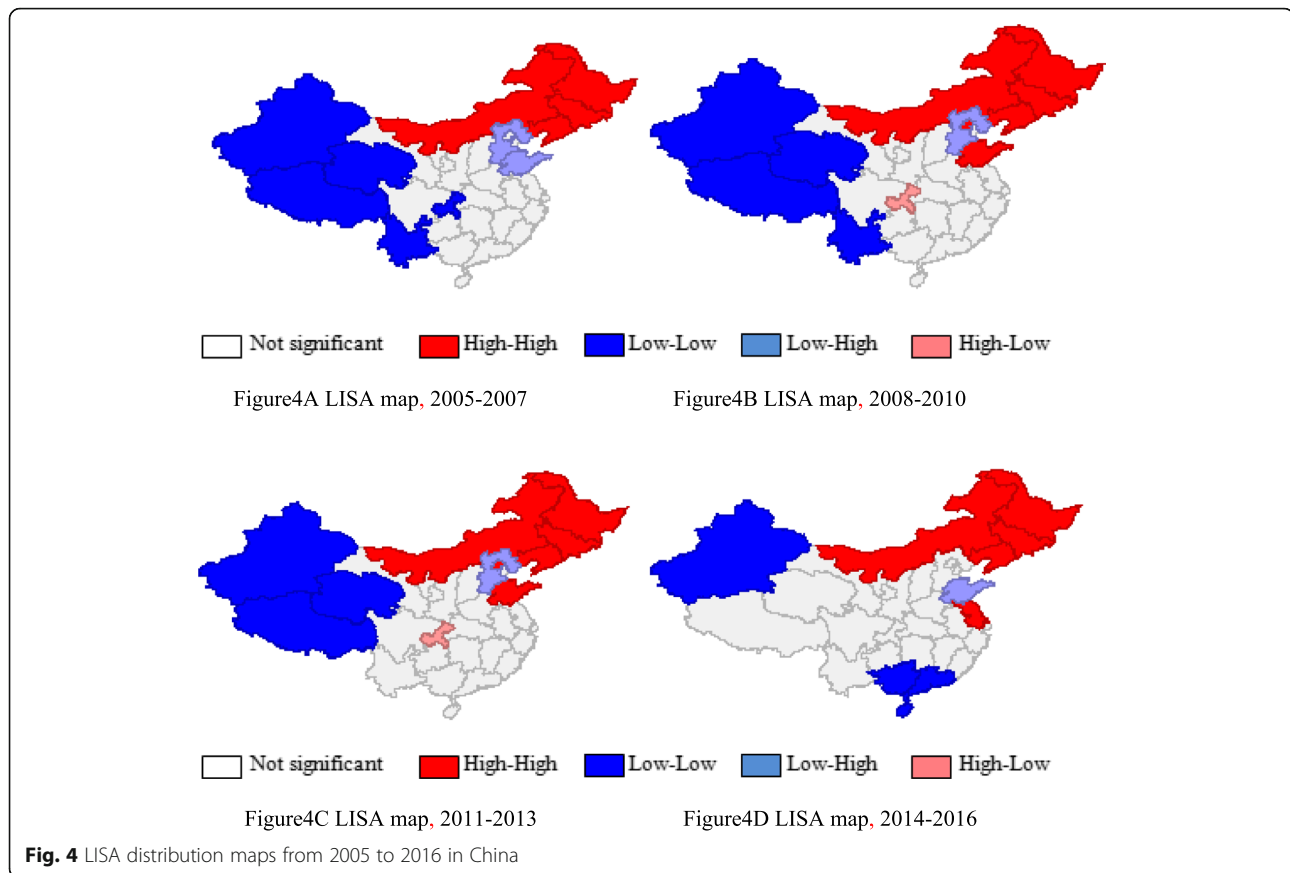 Not significant High-High Low-Low Low-High High-Low
Figure4A LISA map, 2005-2007 Figure4B LISA map, 2008-2010
Not significant High-High Low-Low Low-High High-Low
Figure4C LISA map, 2011-2013 Figure4D LISA map, 2014-2016
Fig. 4 LISA distribution maps from 2005 to 2016 in China